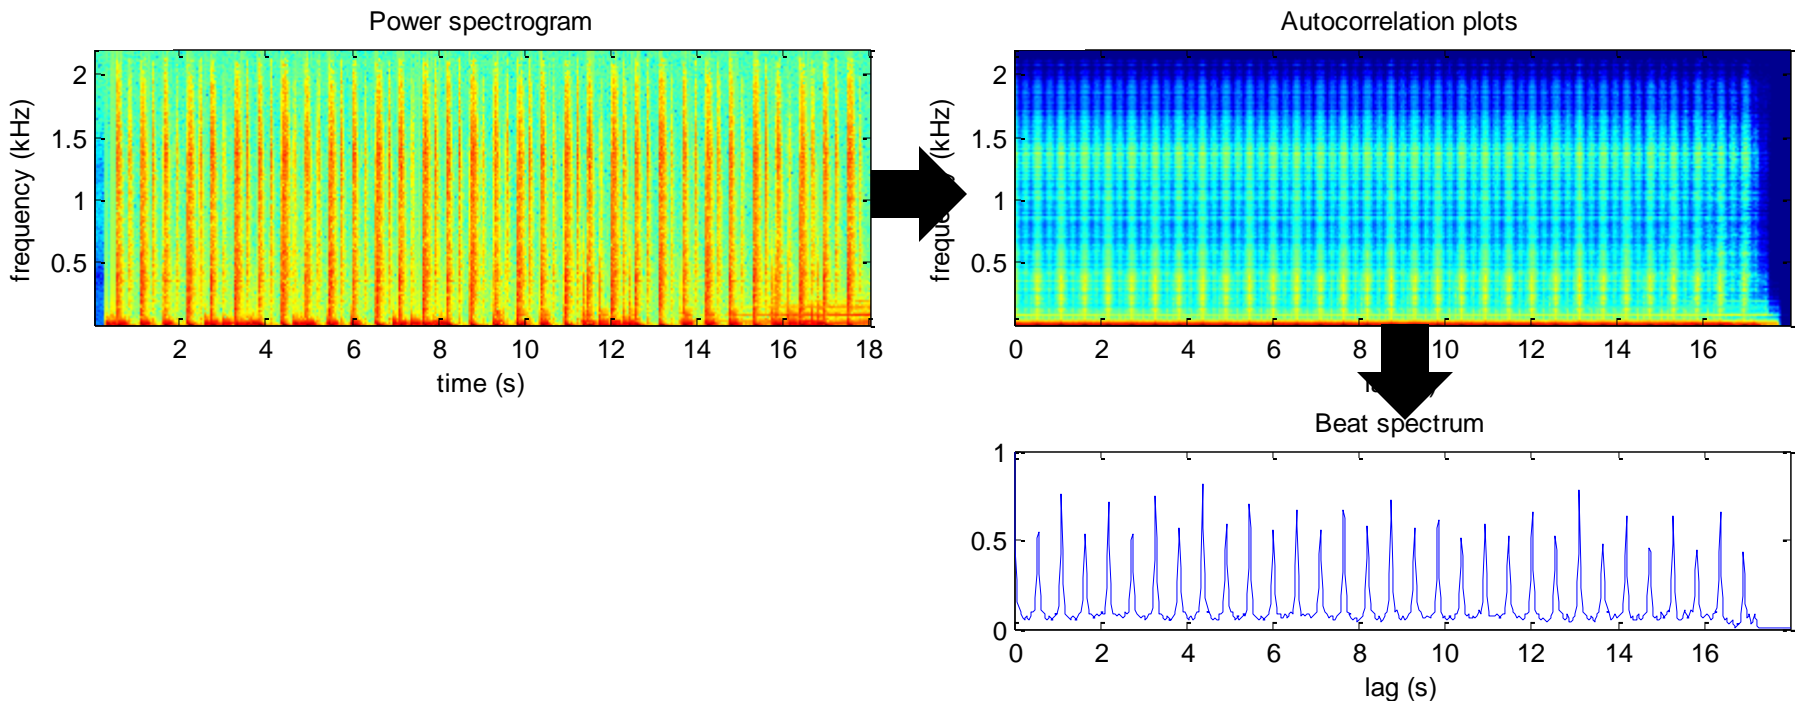 Power spectrogram
frequency (kHz)
2
1.5
1
0.5
2 4 6 8 10 12 14 16 18
time (s)
Autocorrelation plots
(kHz)
2
1.5
1
0.5
0 2 4 6 8 10 12 14 16
Beat spectrum
1
0.5
0
0 2 4 6 8 10 12 14 16
lag (s)